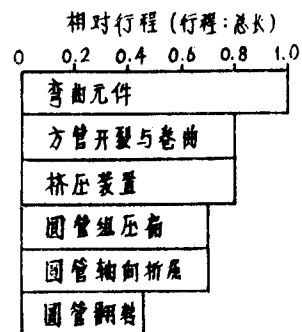 相对行程(行程:总长)
0 0.2 0.4 0.6 0.8 1.0
弯曲元件
方管开裂与卷曲
挤压装置
圆管组压扁
圆管轴向折屈
圆管翻转